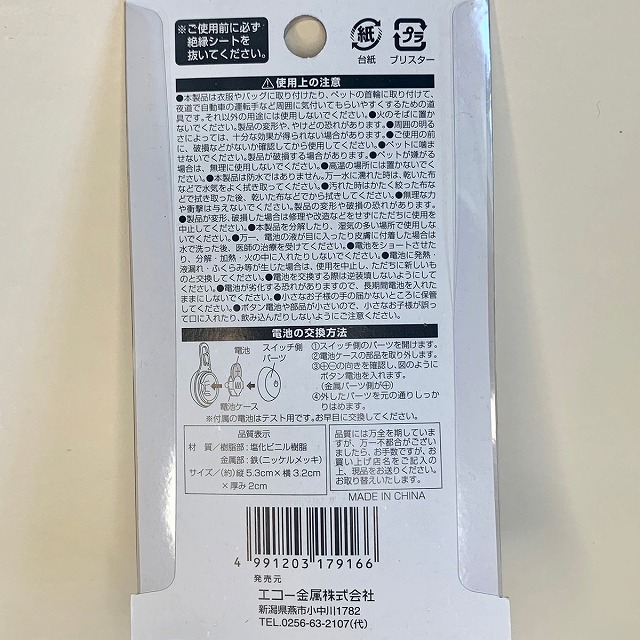 ※ご使用前に必ず
絶縁シートを
抜いてください。
紙
台紙
プラ
ブリスター
⚠使用上の注意
●本製品は衣服やバッグに取り付けたり、ペットの首輪に取り付けて、
夜道で自動車の運転手など周囲に気付いてもらいやすくするための道
具です。それ以外の用途には使用しないでください。●火のそばに置か
ないでください。製品の変形や、やけどの恐れがあります。●周囲の明る
さによっては、十分な効果が得られない場合があります。●ご使用の前
に、破損などがないか確認してから使用してください。●ペットに噛ま
せないでください。製品が破損する場合があります。●ペットが嫌がる
場合は、無理に使用しないでください。●高温の場所には置かないでく
ださい。●本製品は防水ではありません。万一水に濡れた時は、乾いた布
などで水気をよく拭き取ってください。●汚れた時はかたく絞った布な
どで拭き取った後、乾いた布などでから拭きしてください。●無理な力
や衝撃は与えないでください。製品の変形や破損の恐れがあります。
●製品が変形、破損した場合は修理や改造などをせずにただちに使用を
中止してください。●本製品を分解したり、湿気の多い場所で使用しな
いでください。●万一、電池の液が目に入ったり皮膚に付着した場合は
水で洗った後、医師の治療を受けてください。●電池をショートさせた
り、分解・加熱・火の中に入れたりしないでください。●電池に発熱・
液漏れ・ふくらみ等が生じた場合は、使用を中止し、ただちに新しいも
のと交換してください。●電池を交換する際は逆装填しないようにして
ください。●電池が劣化する恐れがありますので、長期間電池を入れた
ままにしないでください。●小さなお子様の手の届かないところに保管
してください。●ボタン電池や部品が小さいので、小さなお子様が誤っ
て口に入れたり、飲み込んだりしないようにご注意ください。
電池の交換方法
電池
スイッチ側
パーツ
電池ケース
①スイッチ側のパーツを開けます。
②電池ケースの部品を取り外します。
③⊕⊖の向きを確認し、図のように
ボタン電池を入れます。
(金属パーツ側が⊕)
④外したパーツを元の通りしっかり
はめます。
※付属の電池はテスト用です。お早目に交換してください。
品質表示
材 質/樹脂部:塩化ビニル樹脂
金属部:鉄(ニッケルメッキ)
サイズ/(約)縦5.3cm×横3.2cm
×厚み2cm
品質には万全を期しています
が、万一不都合がござい
ましたら、お手数ですが、お
買い上げ店名をご記入の
上、現品をお送りください。
お取り替えいたします。
MADE IN CHINA
4 991203 179166
発売元
エコー金属株式会社
新潟県燕市小中川1782
TEL.0256-63-2107(代)